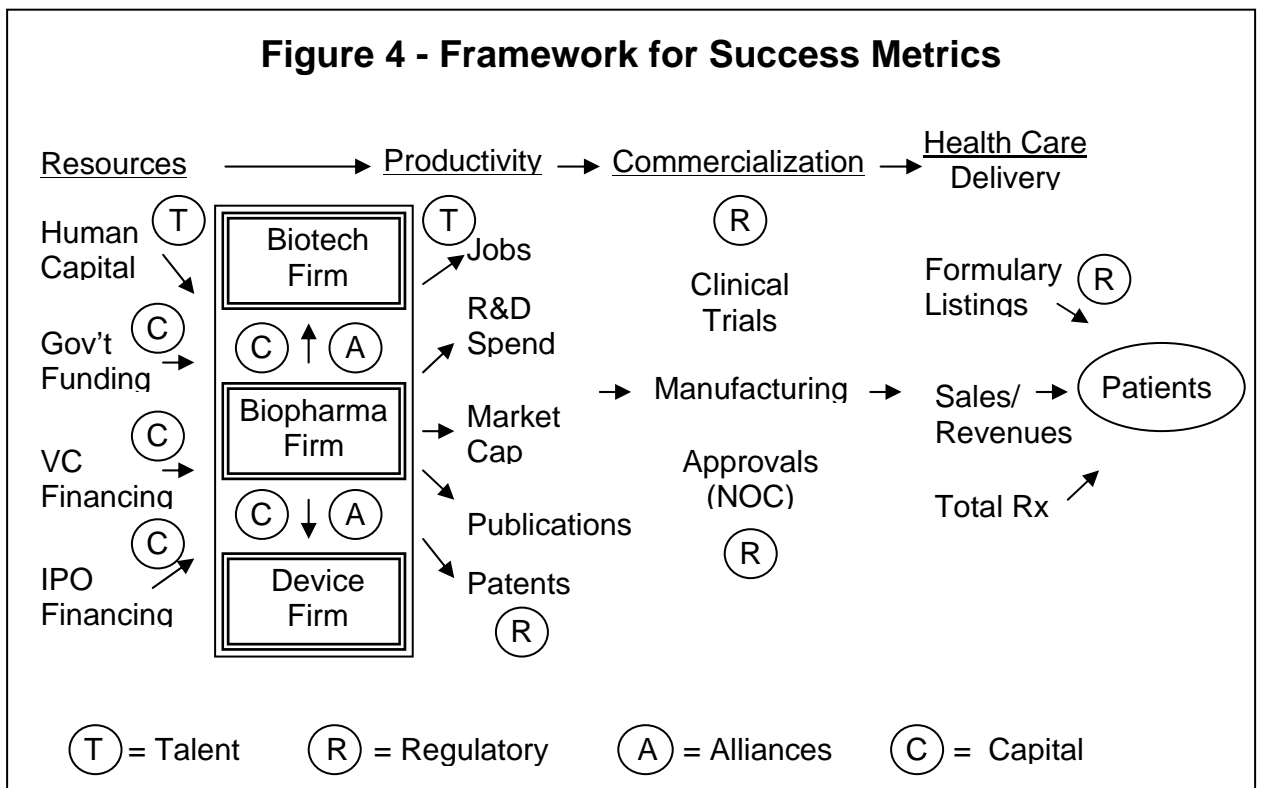 Figure 4 - Framework for Success Metrics
Resources
Productivity
Commercialization
Health Care
Delivery
T
Human
Capital
C
Gov't
Funding
C
VC
Financing
C
IPO
Financing
Biotech
Firm
C
A
Biopharma
Firm
C
A
Device
Firm
T
Jobs
R&D
Spend
Market
Cap
Publications
Patents
R
R
Clinical
Trials
Manufacturing
Approvals
(NOC)
R
Formulary
Listings
R
Sales/
Revenues
Total Rx
Patients
T = Talent
R = Regulatory
A = Alliances
C = Capital